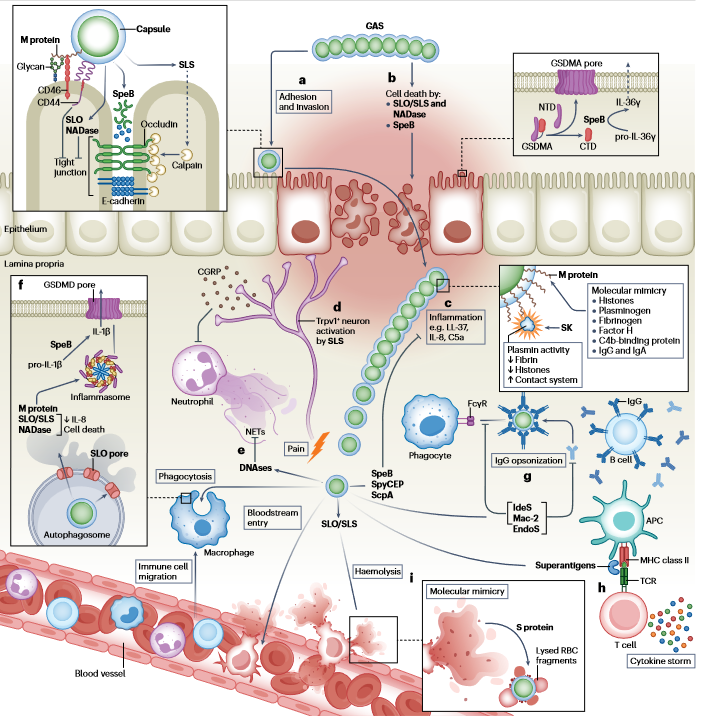 GAS
Capsule
M protein
Glycan
CD46
CD44
SLS
SpeB
SLO
NADase
Occludin
Tight
junction
Calpain
E-cadherin
a
Adhesion
and invasion
b
Cell death by:
• SLO/SLS and
NADase
• SpeB
GSDMA pore
NTD
IL-36γ
SpeB
GSDMA
CTD
pro-IL-36γ
Epithelium
Lamina propria
f
GSDMD pore
IL-1β
SpeB
pro-IL-1β
Inflammasome
M protein
SLO/SLS
NADase
↓ IL-8
Cell death
SLO pore
Autophagosome
CGRP
d
Trpv1+ neuron
activation
by SLS
Neutrophil
NETs
e
DNAses
Pain
c
Inflammation
e.g. LL-37,
IL-8, C5a
M protein
SK
Plasmin activity
↓ Fibrin
↓ Histones
↑ Contact system
Molecular mimicry
• Histones
• Plasminogen
• Fibrinogen
• Factor H
• C4b-binding protein
• IgG and IgA
FcγR
Phagocyte
IgG opsonization
g
IgG
B cell
Phagocytosis
Macrophage
Bloodstream
entry
SpeB
SpyCEP
ScpA
SLO/SLS
IdeS
Mac-2
EndoS
APC
MHC class II
Superantigens
TCR
h
T cell
Cytokine storm
Immune cell
migration
Haemolysis
Blood vessel
i
Molecular mimicry
S protein
Lysed RBC
fragments